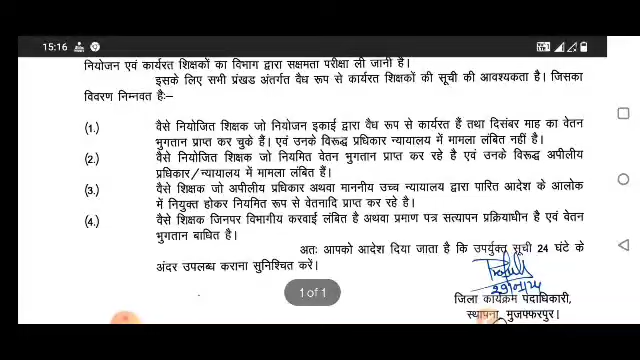 15:16
नियोजन एवं कार्यरत शिक्षकों का विभाग द्वारा सक्षमता परीक्षा ली जानी है।
इसके लिए सभी प्रखंड अंतर्गत वैध रूप से कार्यरत शिक्षकों की सूची की आवश्यकता है। जिसका
विवरण निम्नवत हैः–
(1.) वैसे नियोजित शिक्षक जो नियोजन इकाई द्वारा वैध रूप से कार्यरत हैं तथा दिसंबर माह का वेतन
भुगतान प्राप्त कर चुके हैं। एवं उनके विरूद्ध प्रधिकार न्यायालय में मामला लंबित नहीं है।
(2.) वैसे नियोजित शिक्षक जो नियमित वेतन भुगतान प्राप्त कर रहे है एवं उनके विरूद्ध अपीलीय
प्रधिकार/न्यायालय में मामला लंबित हैं।
(3.) वैसे शिक्षक जो अपीलीय प्रधिकार अथवा माननीय उच्च न्यायालय द्वारा पारित आदेश के आलोक
में नियुक्त होकर नियमित रूप से वेतनादि प्राप्त कर रहे है।
(4.) वैसे शिक्षक जिनपर विभागीय करवाई लंबित है अथवा प्रमाण पत्र सत्यापन प्रक्रियाधीन है एवं वेतन
भुगतान बाधित है।
अतः आपको आदेश दिया जाता है कि उपर्युक्त सूची 24 घंटे के
अंदर उपलब्ध कराना सुनिश्चित करें।
1 of 1
जिला कार्यक्रम पदाधिकारी,
स्थापना, मुजफ्फरपुर।